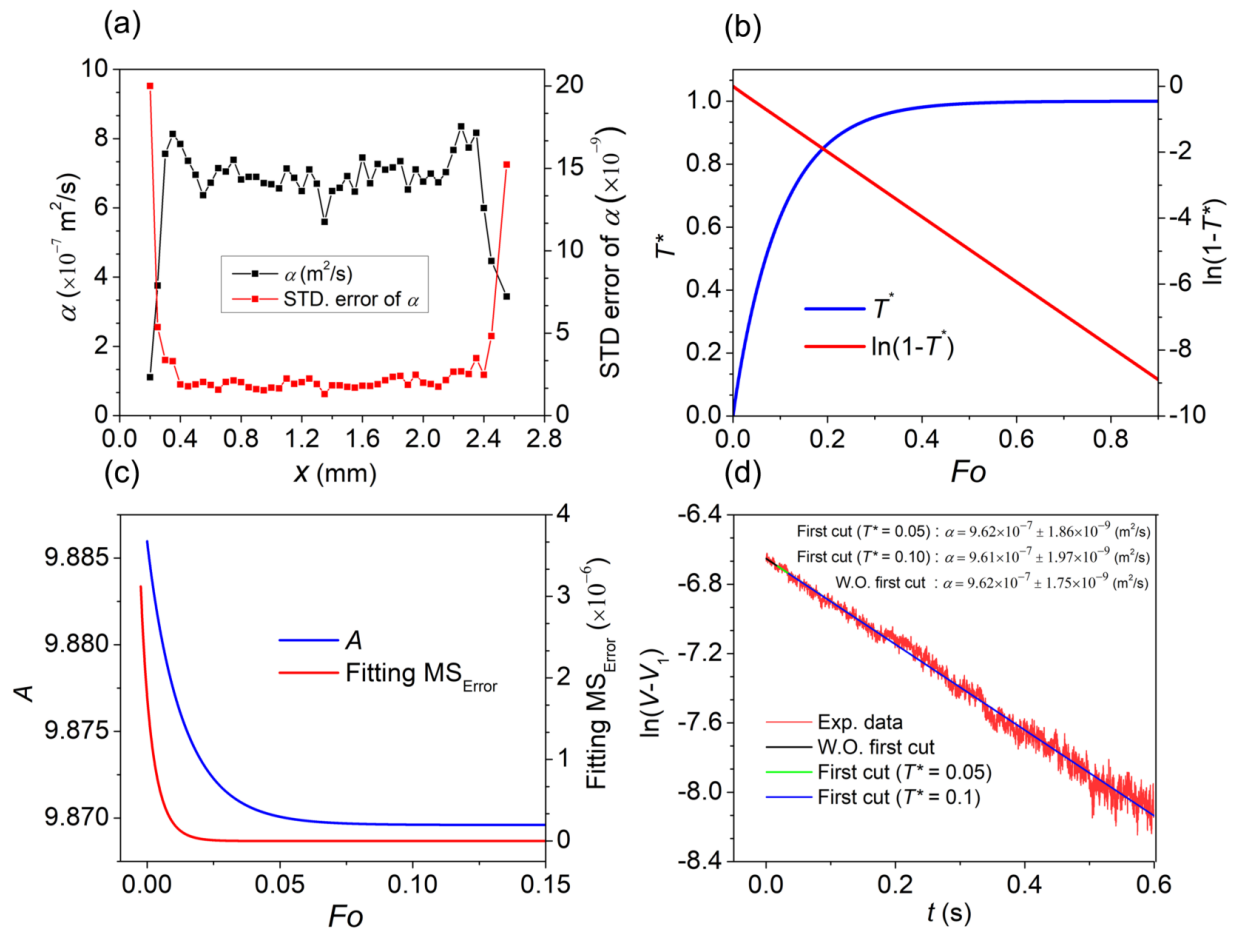 (a)
10
8
6
4
2
0
α (×10⁻⁷ m²/s)
20
15
10
5
0
STD error of α (×10⁻⁹)
α (m²/s)
STD. error of α
0.0 0.4 0.8 1.2 1.6 2.0 2.4 2.8
x (mm)
(b)
1.0
0.8
0.6
0.4
0.2
0.0
T*
0
-2
-4
-6
-8
-10
ln(1-T*)
T*
ln(1-T*)
0.0 0.2 0.4 0.6 0.8
Fo
(c)
9.885
9.880
9.875
9.870
A
4
3
2
1
0
Fitting MS_Error (×10⁻⁶)
A
Fitting MS_Error
0.00 0.05 0.10 0.15
Fo
(d)
-6.4
-6.8
-7.2
-7.6
-8.0
-8.4
ln(V-V₁)
First cut (T* = 0.05) : α = 9.62×10⁻⁷ ± 1.86×10⁻⁹ (m²/s)
First cut (T* = 0.10) : α = 9.61×10⁻⁷ ± 1.97×10⁻⁹ (m²/s)
W.O. first cut : α = 9.62×10⁻⁷ ± 1.75×10⁻⁹ (m²/s)
Exp. data
W.O. first cut
First cut (T* = 0.05)
First cut (T* = 0.1)
0.0 0.2 0.4 0.6
t (s)